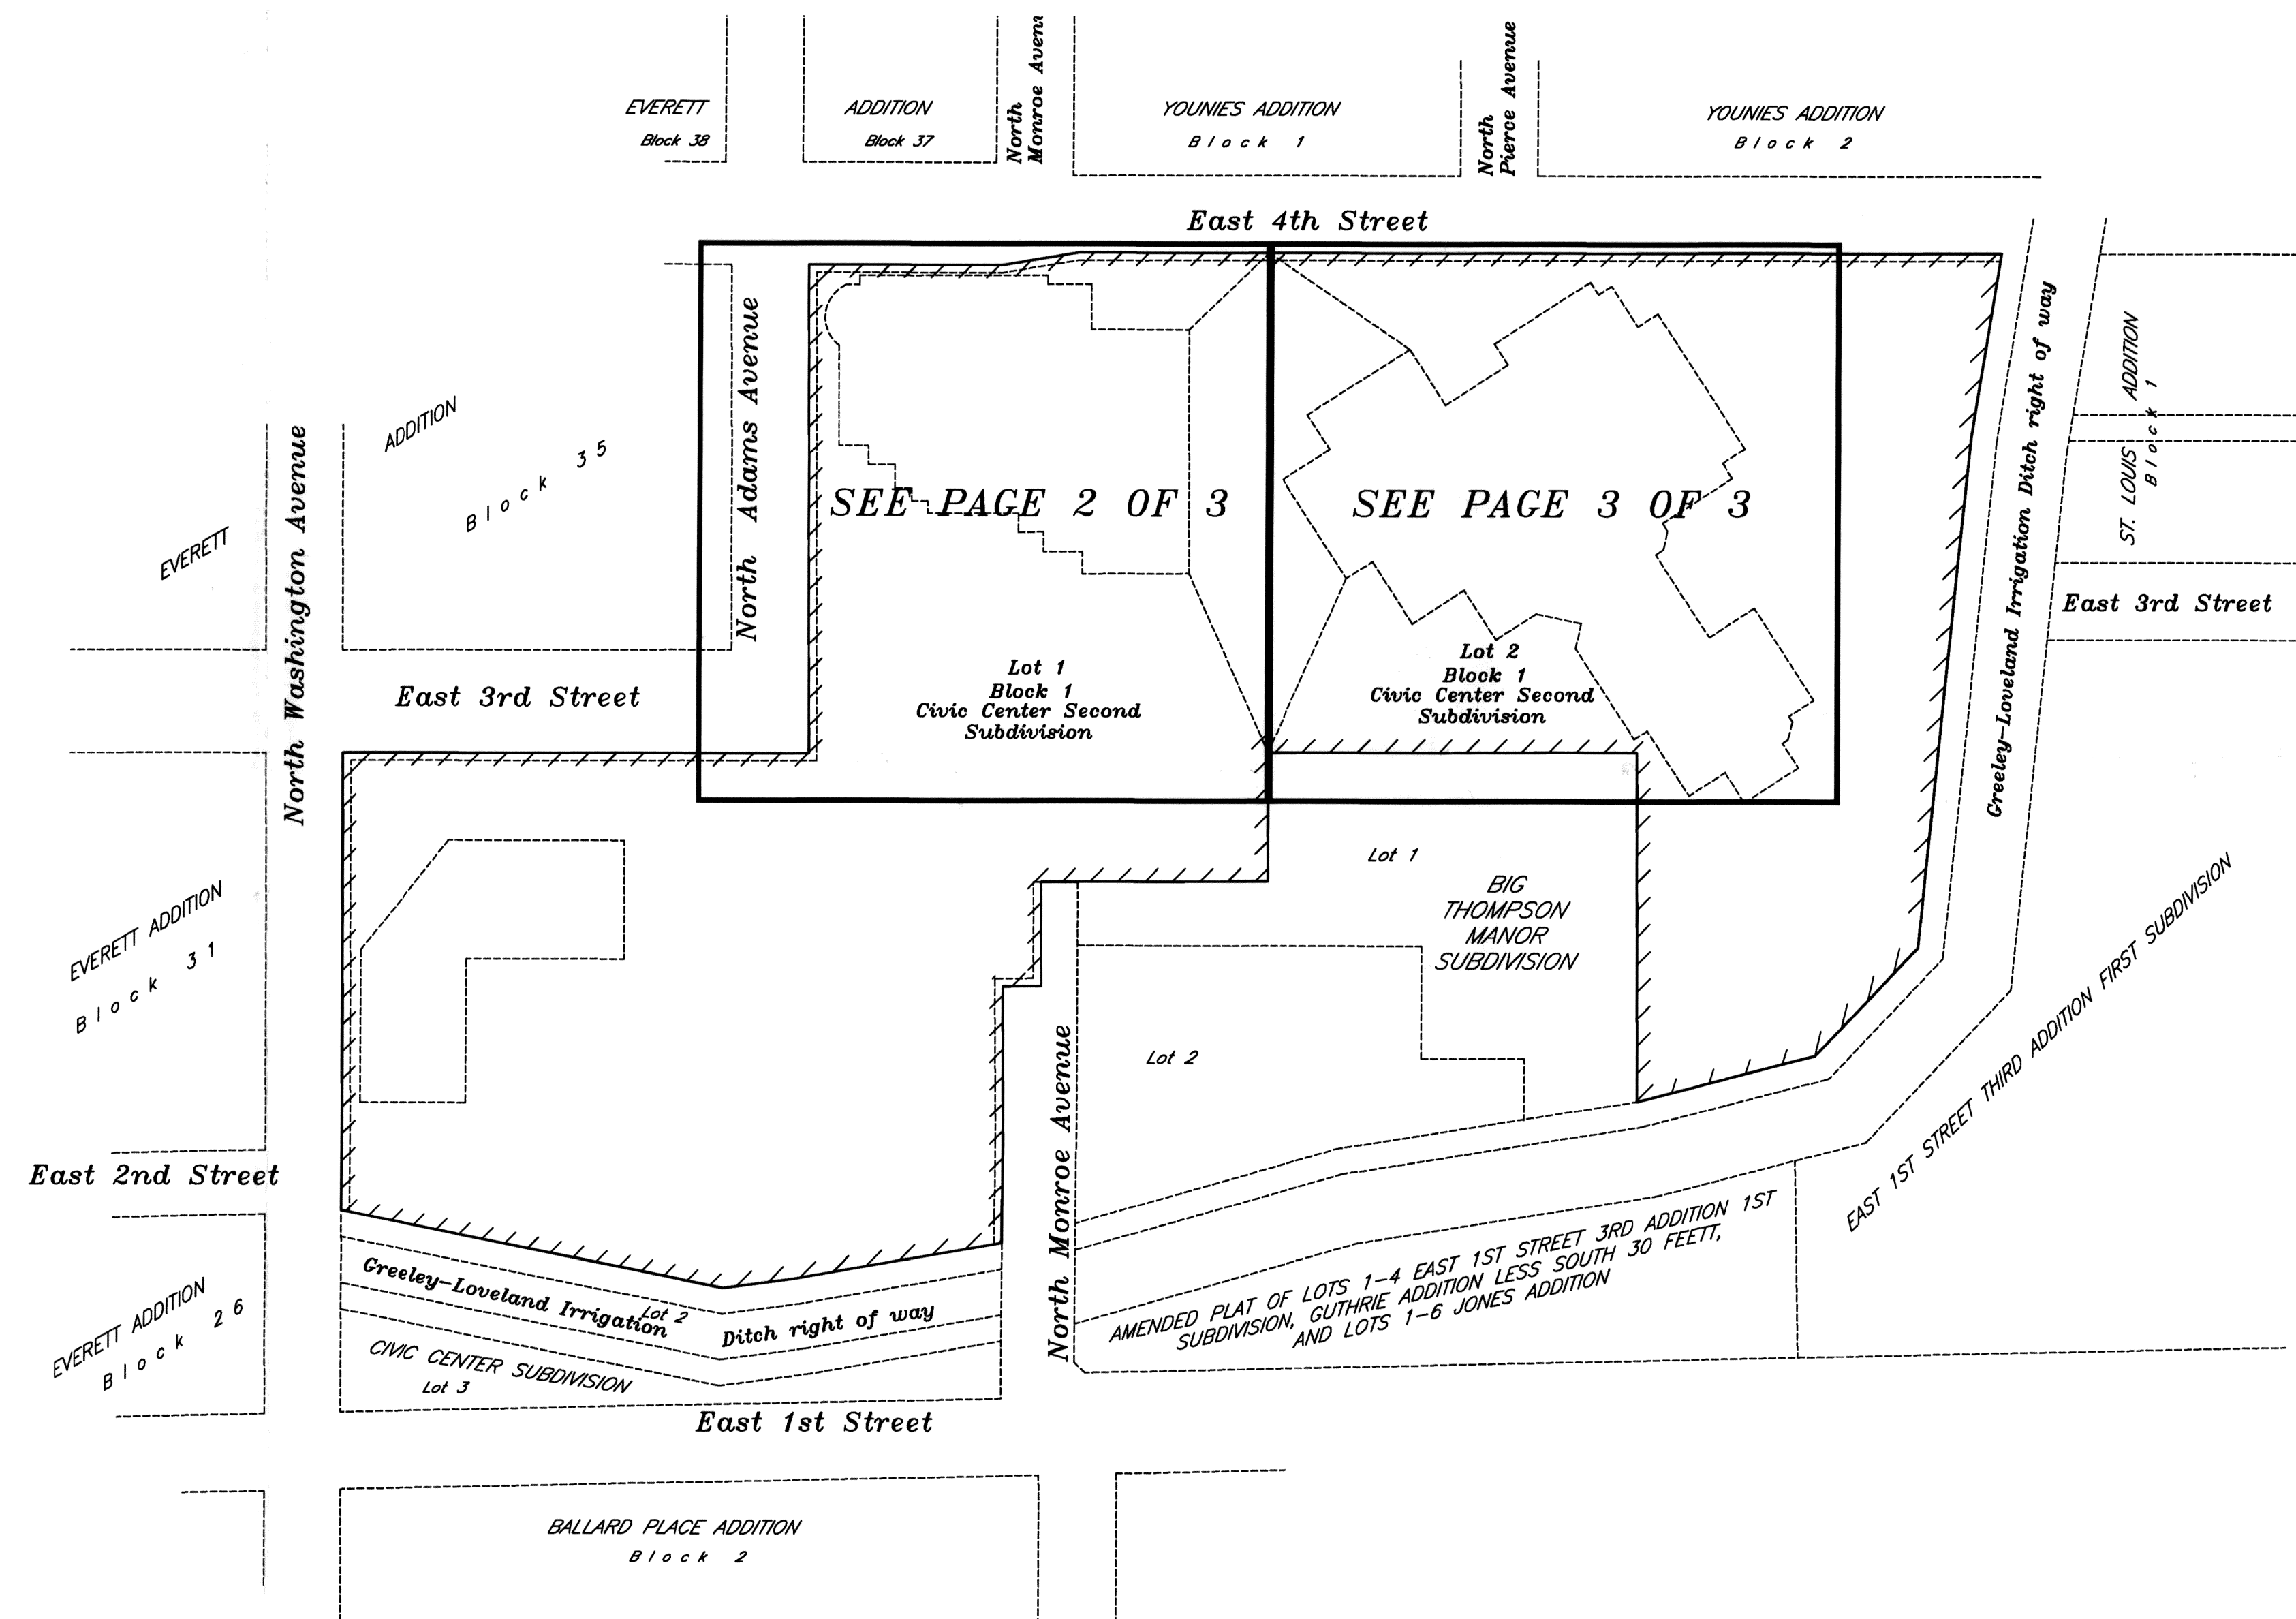 EVERETT
Block 38
ADDITION
Block 37
North
Monroe Aven
YOUNIES ADDITION
Block 1
North
Pierce Avenue
YOUNIES ADDITION
Block 2
East 4th Street
EVERETT
ADDITION
Block 35
North Adams Avenue
North Washington Avenue
SEE PAGE 2 OF 3
SEE PAGE 3 OF 3
Greeley-Loveland Irrigation Ditch right of way
ST. LOUIS ADDITION
Block 1
East 3rd Street
East 3rd Street
Lot 1
Block 1
Civic Center Second
Subdivision
Lot 2
Block 1
Civic Center Second
Subdivision
EVERETT ADDITION
Block 31
Lot 1
BIG
THOMPSON
MANOR
SUBDIVISION
Lot 2
North Monroe Avenue
EAST 1ST STREET THIRD ADDITION FIRST SUBDIVISION
East 2nd Street
EVERETT ADDITION
Block 26
Greeley-Loveland Irrigation
Lot 2
Ditch right of way
CIVIC CENTER SUBDIVISION
Lot 3
AMENDED PLAT OF LOTS 1-4 EAST 1ST STREET 3RD ADDITION 1ST
SUBDIVISION, GUTHRIE ADDITION LESS SOUTH 30 FEETT,
AND LOTS 1-6 JONES ADDITION
East 1st Street
BALLARD PLACE ADDITION
Block 2